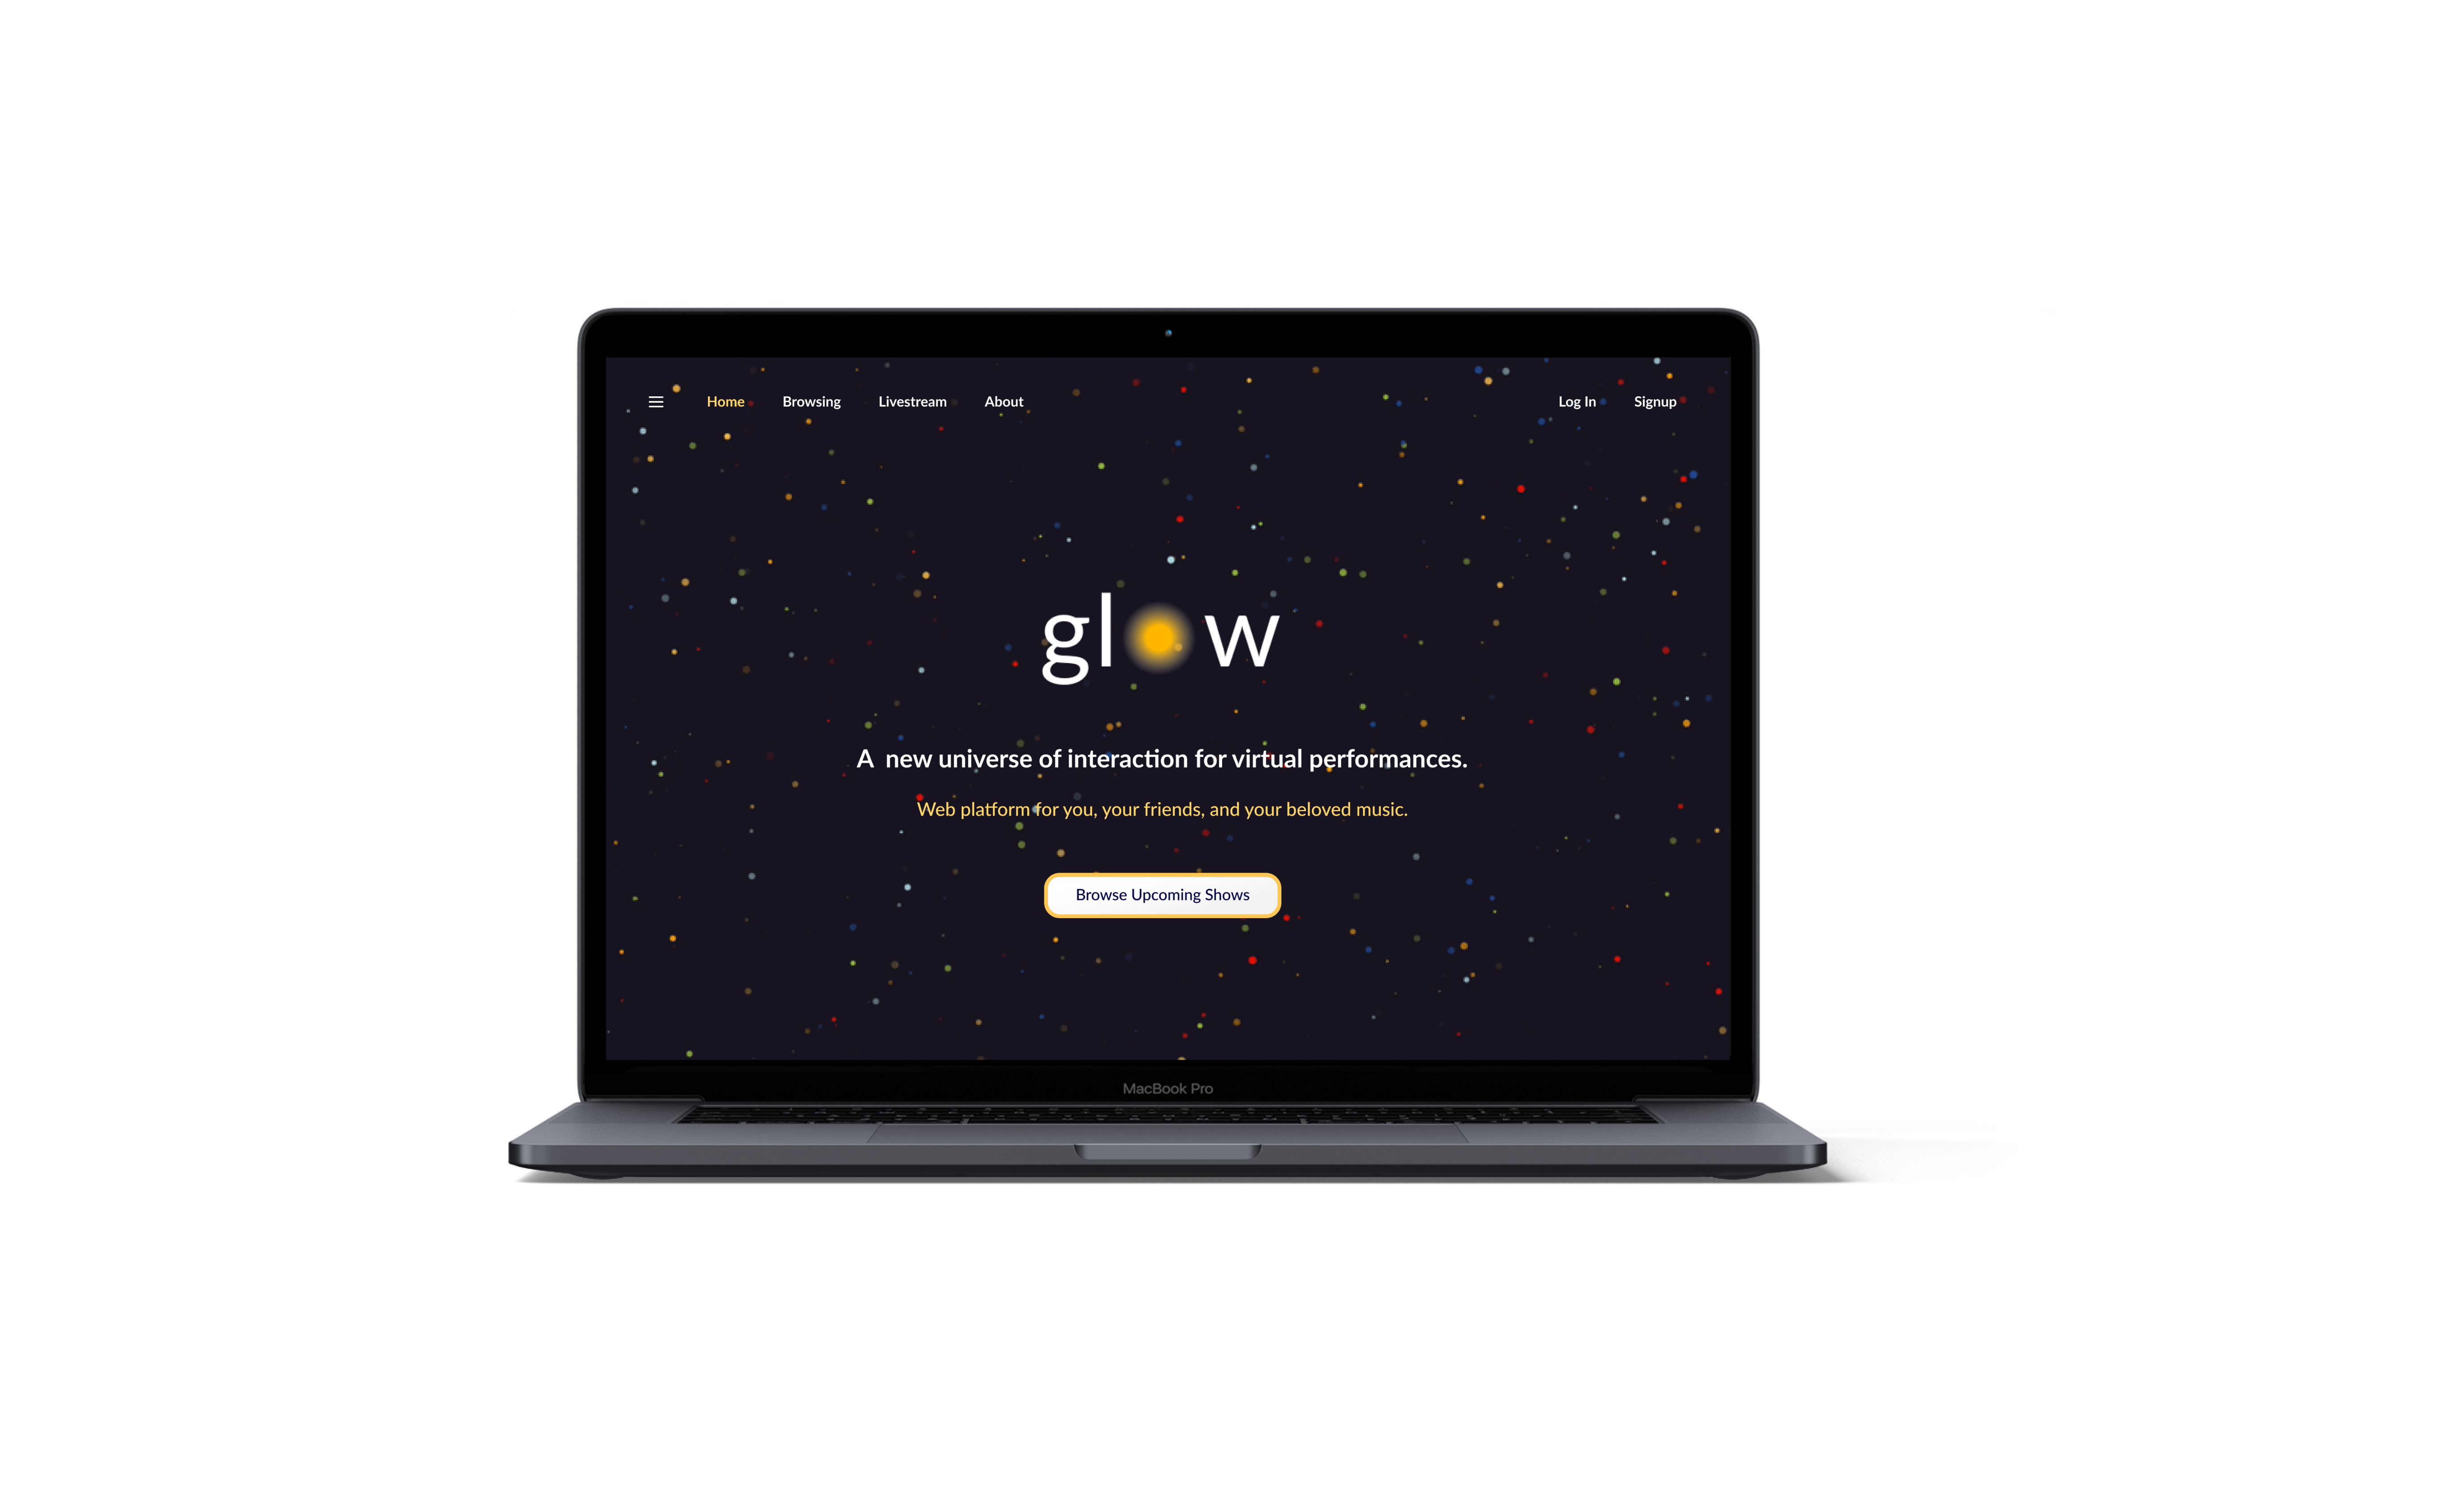 Home Browsing Livestream About Log In Signup
glow
A new universe of interaction for virtual performances.
Web platform for you, your friends, and your beloved music.
Browse Upcoming Shows
MacBook Pro